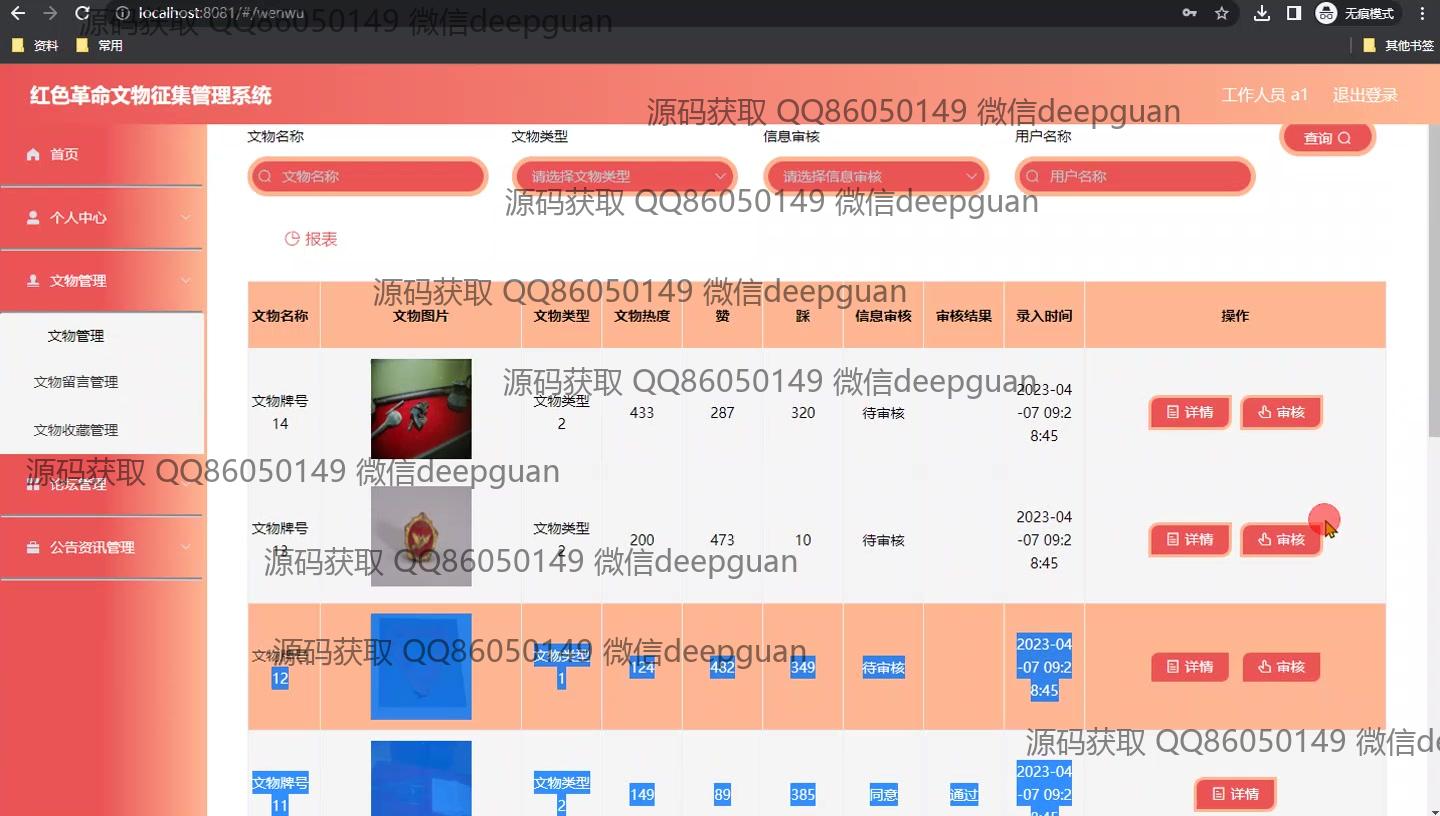 localhost:8081/#/wenwu
无痕模式
源码获取 QQ86050149 微信deepguan
资料
常用
其他书签
红色革命文物征集管理系统
工作人员 a1
退出登录
源码获取 QQ86050149 微信deepguan
首页
个人中心
文物管理
文物管理
文物留言管理
文物收藏管理
论坛管理
公告资讯管理
文物名称
文物类型
信息审核
用户名称
查询
文物名称
请选择文物类型
请选择信息审核
用户名称
源码获取 QQ86050149 微信deepguan
报表
源码获取 QQ86050149 微信deepguan
文物名称 文物图片 文物类型 文物热度 赞 踩 信息审核 审核结果 录入时间 操作
源码获取 QQ86050149 微信deepguan
文物牌号
14
文物类型
2
433
287
320
待审核
2023-04
-07 09:2
8:45
详情
审核
源码获取 QQ86050149 微信deepguan
文物牌号
13
文物类型
2
200
473
10
待审核
2023-04
-07 09:2
8:45
详情
审核
源码获取 QQ86050149 微信deepguan
文物牌号
12
文物类型
1
124
432
349
待审核
2023-04
-07 09:2
8:45
详情
审核
源码获取 QQ86050149 微信deepguan
源码获取 QQ86050149 微信de
文物牌号
11
文物类型
2
149
89
385
同意
通过
2023-04
-07 09:2
8:45
详情